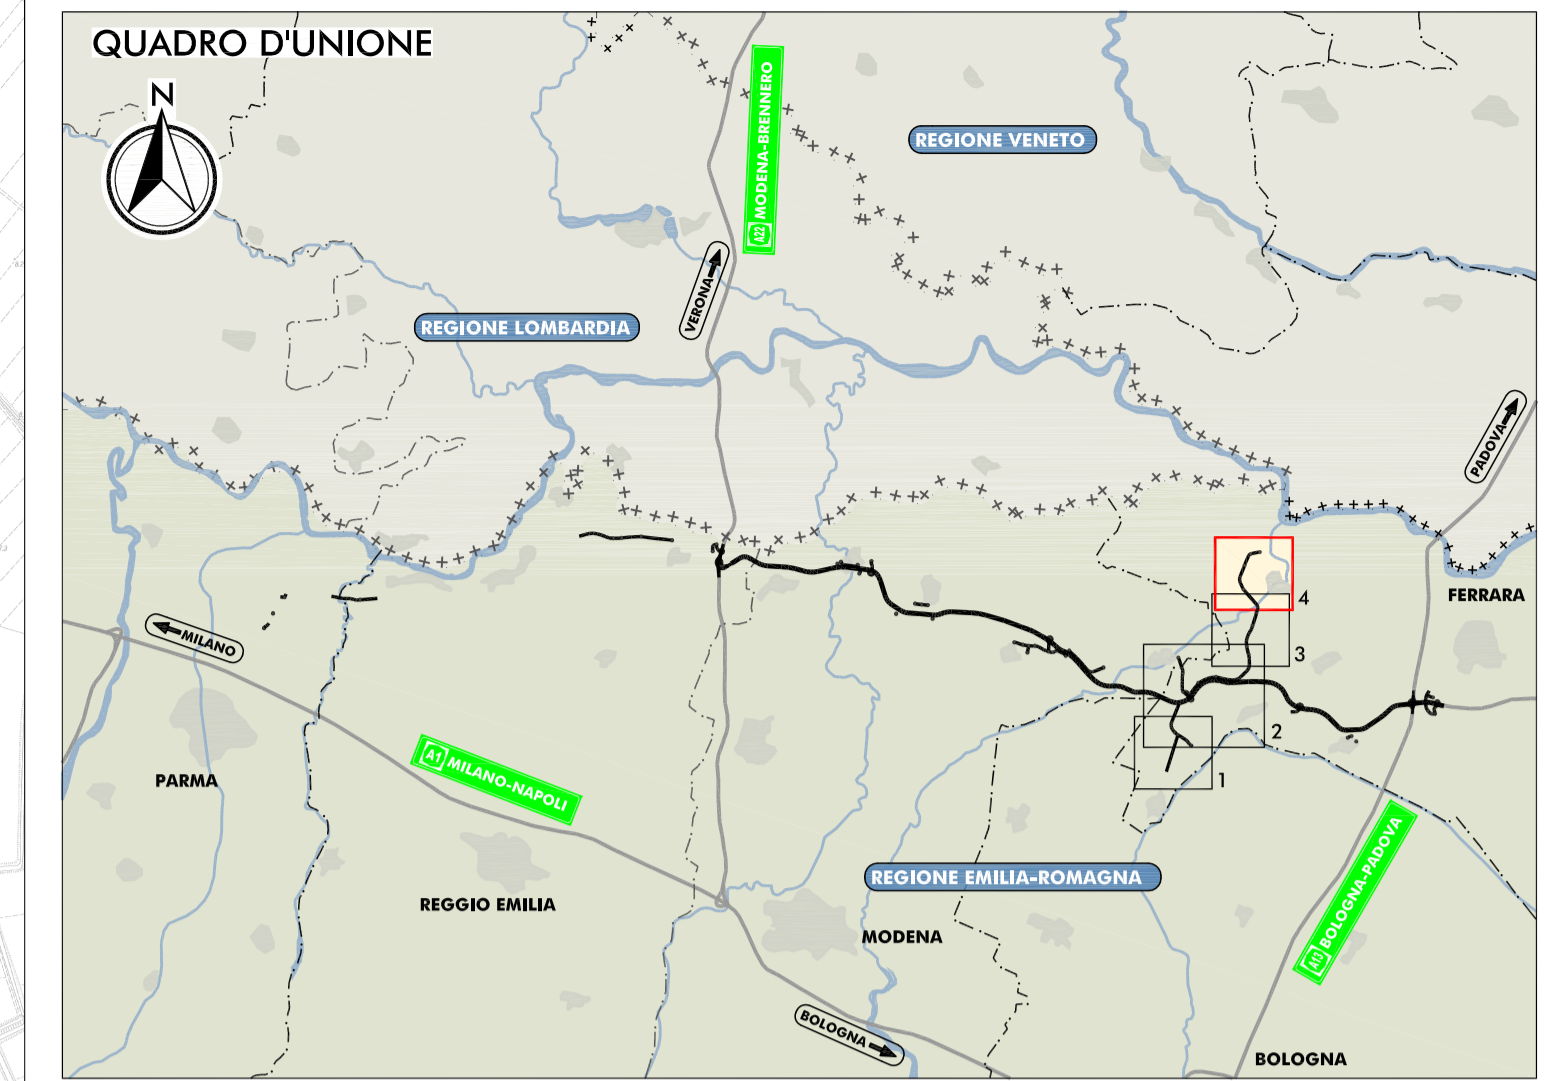 QUADRO D'UNIONE
N
A22 MODENA-BRENNERO
REGIONE VENETO
VERONA
REGIONE LOMBARDIA
PADOVA
4
FERRARA
MILANO
3
2
1
PARMA
A1 MILANO-NAPOLI
REGIONE EMILIA-ROMAGNA
A13 BOLOGNA-PADOVA
REGGIO EMILIA
MODENA
BOLOGNA
BOLOGNA